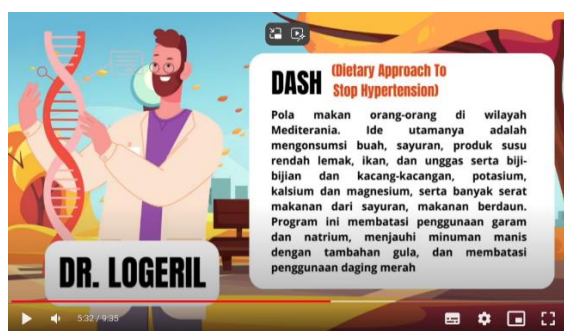 DASH (Dietary Approach To
Stop Hypertension)
Pola makan orang-orang di wilayah
Mediterania. Ide utamanya adalah
mengonsumsi buah, sayuran, produk susu
rendah lemak, ikan, dan unggas serta biji-
bijian dan kacang-kacangan, potasium,
kalsium dan magnesium, serta banyak serat
makanan dari sayuran, makanan berdaun.
Program ini membatasi penggunaan garam
dan natrium, menjauhi minuman manis
dengan tambahan gula, dan membatasi
penggunaan daging merah
DR. LOGERIL
5:32 / 9:35